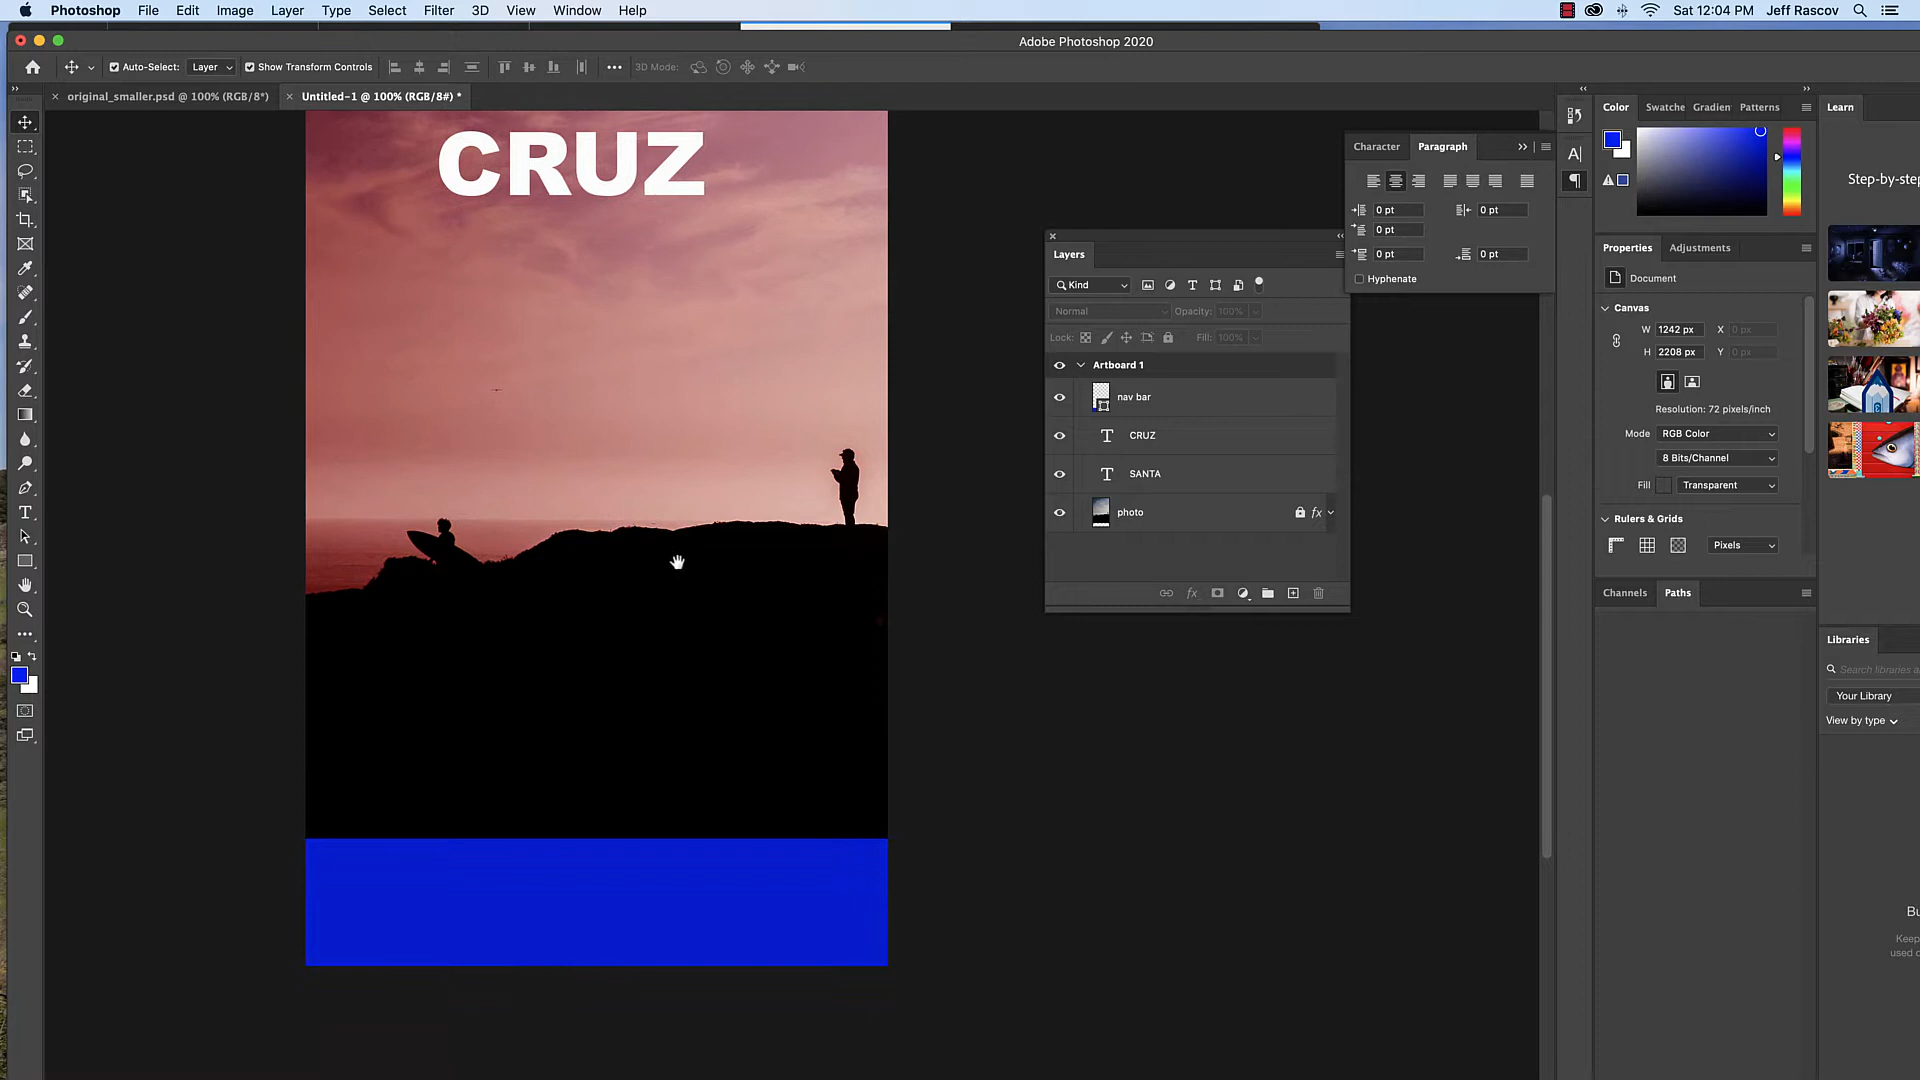 Photoshop File Edit Image Layer Type Select Filter 3D View Window Help Sat 12:04 PM Jeff Rascov
Adobe Photoshop 2020
Auto-Select: Layer Show Transform Controls 3D Mode:
original_smaller.psd @ 100% (RGB/8*) Untitled-1 @ 100% (RGB/8#) *
CRUZ
Character Paragraph
0 pt 0 pt
0 pt
0 pt 0 pt
Hyphenate
Layers
Kind
Normal Opacity: 100%
Lock: Fill: 100%
Artboard 1
nav bar
CRUZ
SANTA
photo fx
fx
Color Swatche Gradien Patterns
Properties Adjustments
Document
Canvas
W 1242 px X 0 px
H 2208 px Y 0 px
Resolution: 72 pixels/inch
Mode RGB Color
8 Bits/Channel
Fill Transparent
Rulers & Grids
Pixels
Channels Paths
Learn
Step-by-step
Libraries
Search libraries a
Your Library
View by type
Bu
Keep
used c